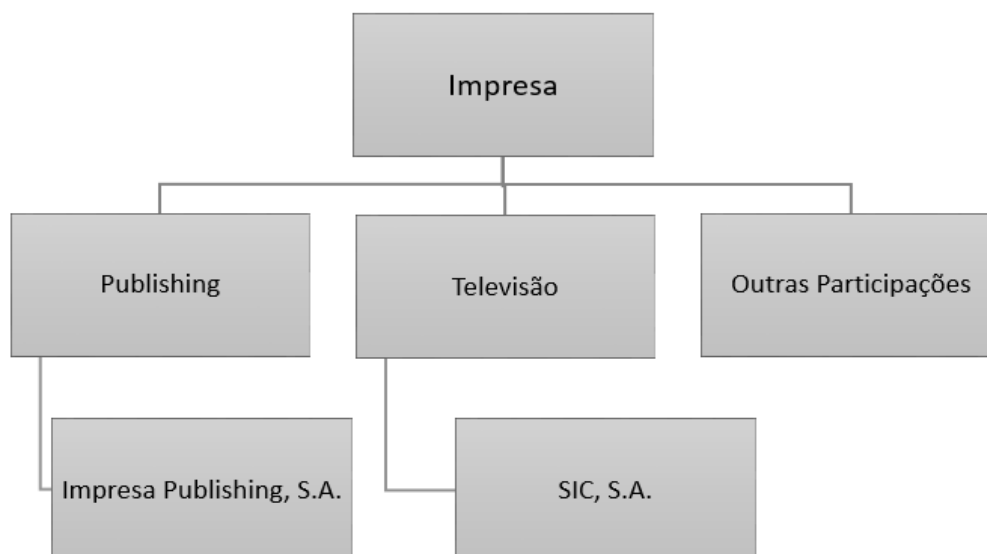 Impresa
Publishing
Televisão
Outras Participações
Impresa Publishing, S.A.
SIC, S.A.